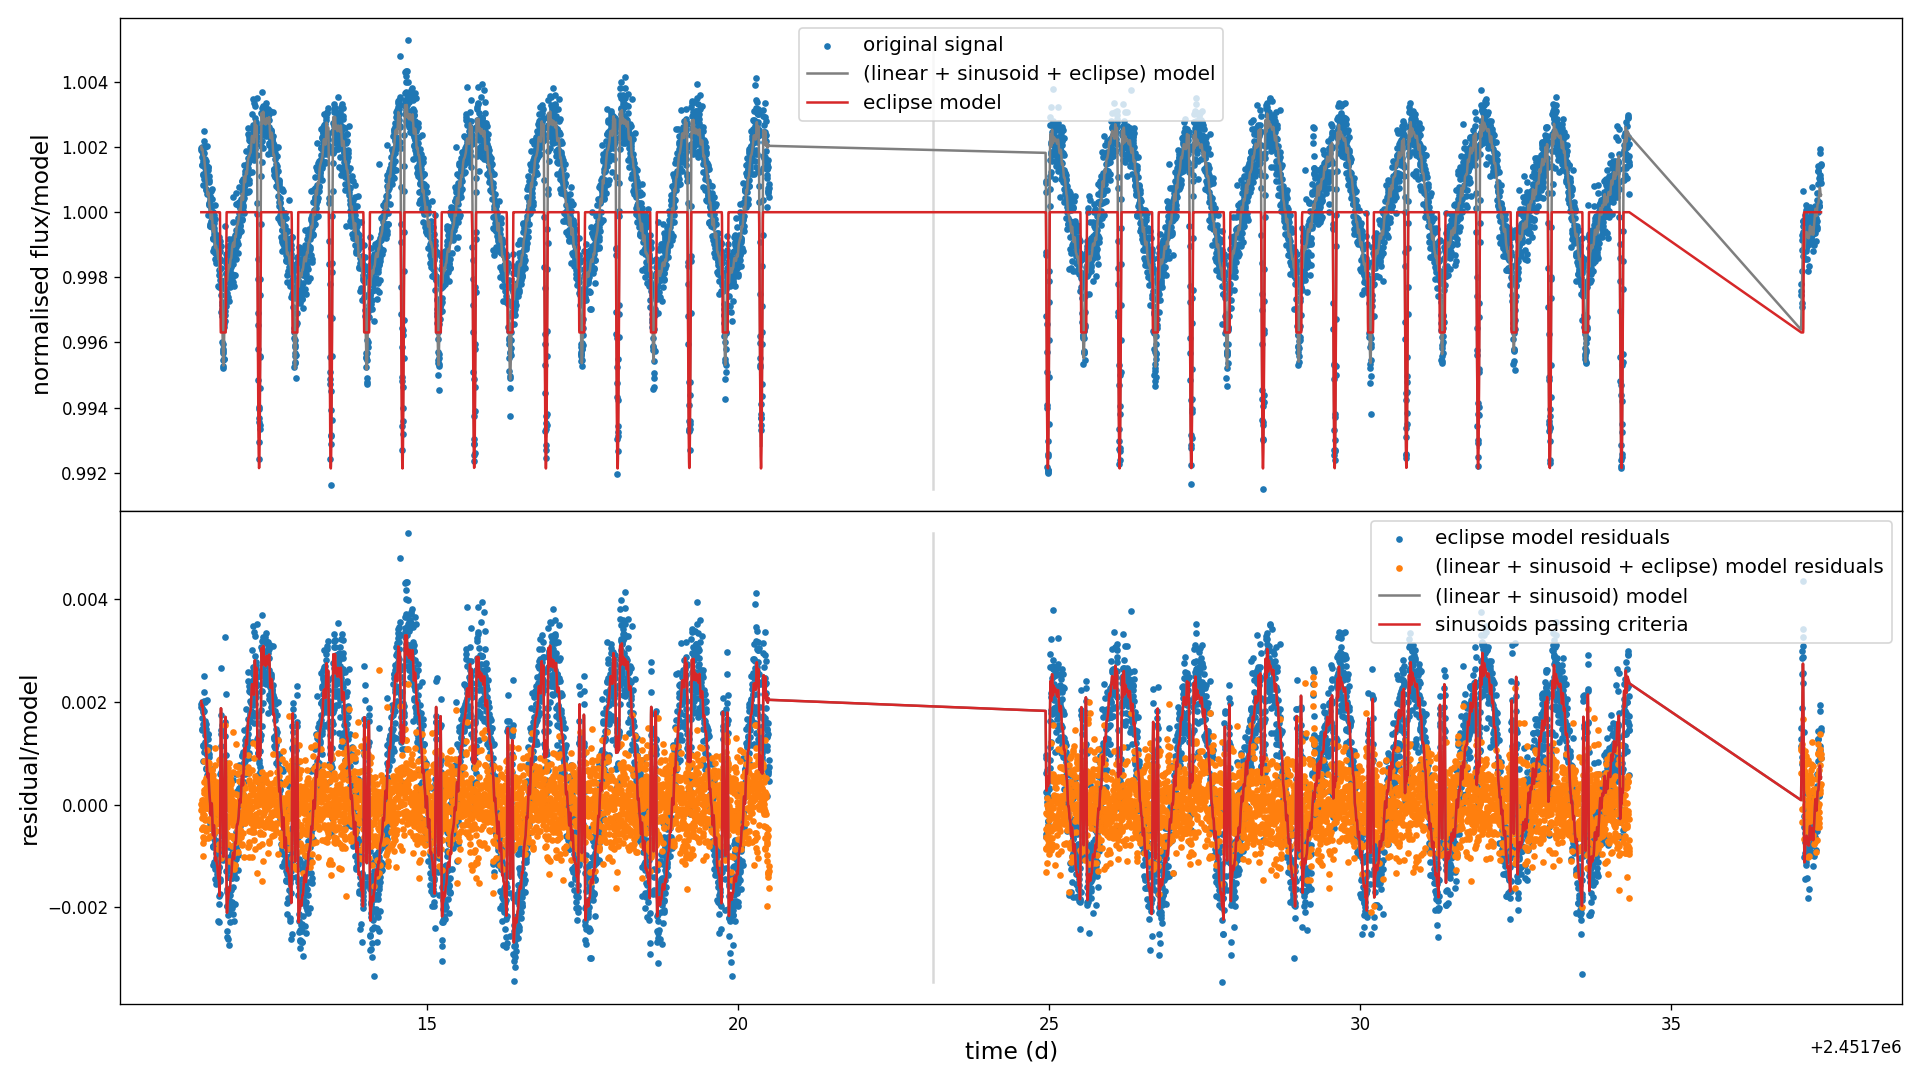 original signal
(linear + sinusoid + eclipse) model
eclipse model
normalised flux/model
1.004
1.002
1.000
0.998
0.996
0.994
0.992
eclipse model residuals
(linear + sinusoid + eclipse) model residuals
(linear + sinusoid) model
sinusoids passing criteria
residual/model
0.004
0.002
0.000
−0.002
15 20 25 30 35
time (d)
+2.4517e6